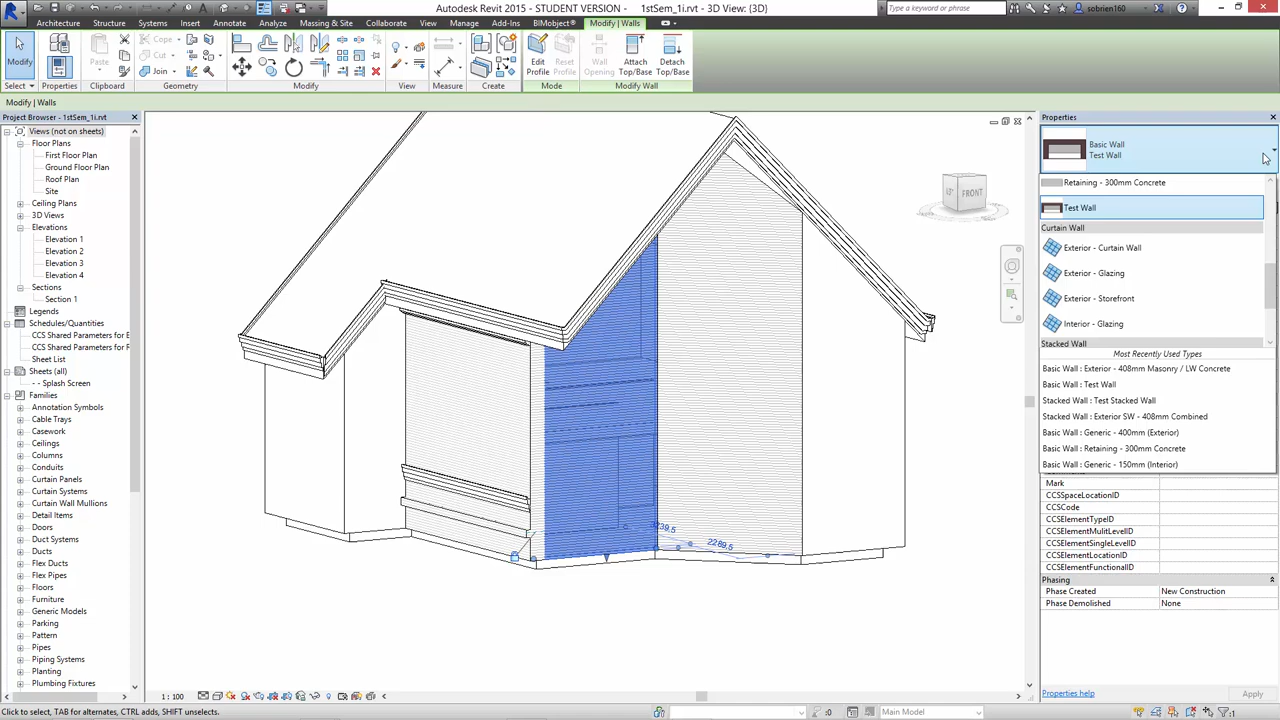 Autodesk Revit 2015 - STUDENT VERSION - 1stSem_1i.rvt - 3D View: {3D}
Type a keyword or phrase
sobrien160
Architecture Structure Systems Insert Annotate Analyze Massing & Site Collaborate View Manage Add-Ins BIMobject® Modify | Walls
Modify
Paste
Cope
Cut
Join
Edit Profile
Reset Profile
Wall Opening
Attach Top/Base
Detach Top/Base
Select Properties Clipboard Geometry Modify View Measure Create Mode Modify Wall
Modify | Walls
Project Browser - 1stSem_1i.rvt
Views (not on sheets)
Floor Plans
First Floor Plan
Ground Floor Plan
Roof Plan
Site
Ceiling Plans
3D Views
Elevations
Elevation 1
Elevation 2
Elevation 3
Elevation 4
Sections
Section 1
Legends
Schedules/Quantities
CCS Shared Parameters for E
CCS Shared Parameters for R
Sheet List
Sheets (all)
- - Splash Screen
Families
Annotation Symbols
Cable Trays
Casework
Ceilings
Columns
Conduits
Curtain Panels
Curtain Systems
Curtain Wall Mullions
Detail Items
Doors
Duct Systems
Ducts
Flex Ducts
Flex Pipes
Floors
Furniture
Generic Models
Parking
Pattern
Pipes
Piping Systems
Planting
Plumbing Fixtures
FRONT
2289.5
1 : 100
Properties
Basic Wall
Test Wall
Retaining - 300mm Concrete
Test Wall
Curtain Wall
Exterior - Curtain Wall
Exterior - Glazing
Exterior - Storefront
Interior - Glazing
Stacked Wall
Most Recently Used Types
Basic Wall : Exterior - 408mm Masonry / LW Concrete
Basic Wall : Test Wall
Stacked Wall : Test Stacked Wall
Stacked Wall : Exterior SW - 408mm Combined
Basic Wall : Generic - 400mm (Exterior)
Basic Wall : Retaining - 300mm Concrete
Basic Wall : Generic - 150mm (Interior)
Mark
CCSSpaceLocationID
CCSCode
CCSElementTypeID
CCSElementMulitLevelID
CCSElementSingleLevelID
CCSElementLocationID
CCSElementFunctionalID
Phasing
Phase Created New Construction
Phase Demolished None
Properties help
Apply
Click to select, TAB for alternates, CTRL adds, SHIFT unselects.
:0
Main Model
:1